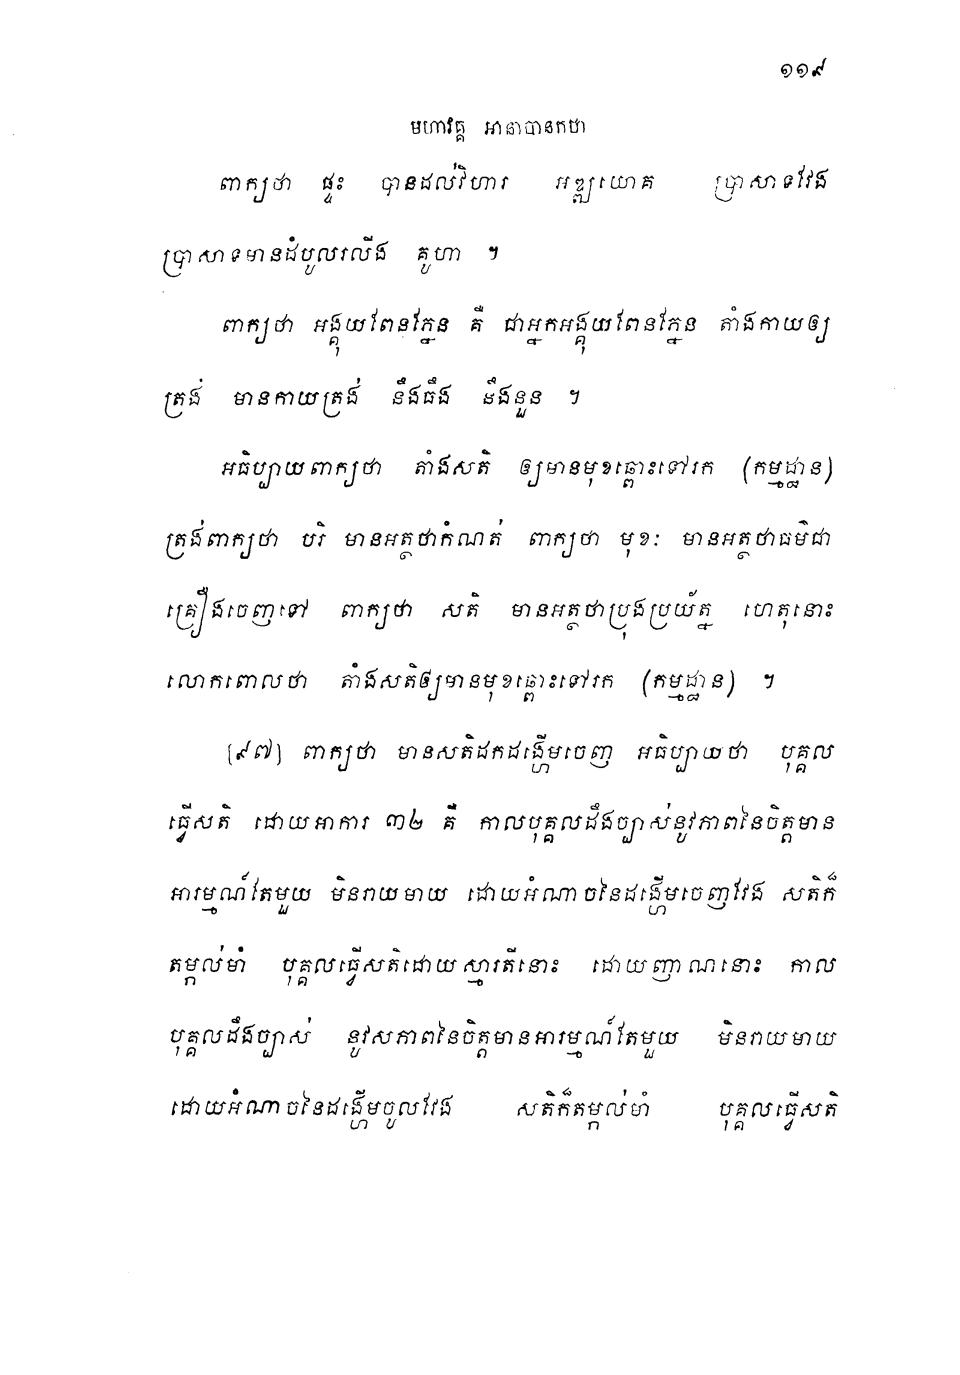 ១១៩
មហាវគ្គ អានាបានកថា
ពាក្យថា ផ្ទះ បានដល់វិហារ អឌ្ឍយោគ ប្រាសាទវែង
ប្រាសាទមានដំបូលរលីង គូហា ។
ពាក្យថា អង្គុយពែនភ្នែន គឺ ជាអ្នកអង្គុយពែនភ្នែន តាំងកាយឲ្យ
ត្រង់ មានកាយត្រង់ នឹងធឹង នឹងនួន ។
អធិប្បាយពាក្យថា តាំងសតិ ឲ្យមានមុខឆ្ពោះទៅរក (កម្មដ្ឋាន)
ត្រង់ពាក្យថា បរិ មានអត្ថថាកំណត់ ពាក្យថា មុខៈ មានអត្ថថាធម៌ជា
គ្រឿងចេញទៅ ពាក្យថា សតិ មានអត្ថថាប្រុងប្រយ័ត្ន ហេតុនោះ
លោកពោលថា តាំងសតិឲ្យមានមុខឆ្ពោះទៅរក (កម្មដ្ឋាន) ។
[៩៧] ពាក្យថា មានសតិដកដង្ហើមចេញ អធិប្បាយថា បុគ្គល
ធ្វើសតិ ដោយអាការ ៣២ គឺ កាលបុគ្គលដឹងច្បាស់នូវភាពនៃចិត្តមាន
អារម្មណ៍តែមួយ មិនរាយមាយ ដោយអំណាចនៃដង្ហើមចេញវែង សតិក៏
តម្កល់មាំ បុគ្គលធ្វើសតិដោយស្មារតីនោះ ដោយញាណនោះ កាល
បុគ្គលដឹងច្បាស់ នូវសភាពនៃចិត្តមានអារម្មណ៍តែមួយ មិនរាយមាយ
ដោយអំណាចនៃដង្ហើមចូលវែង សតិក៏តម្កល់មាំ បុគ្គលធ្វើសតិ